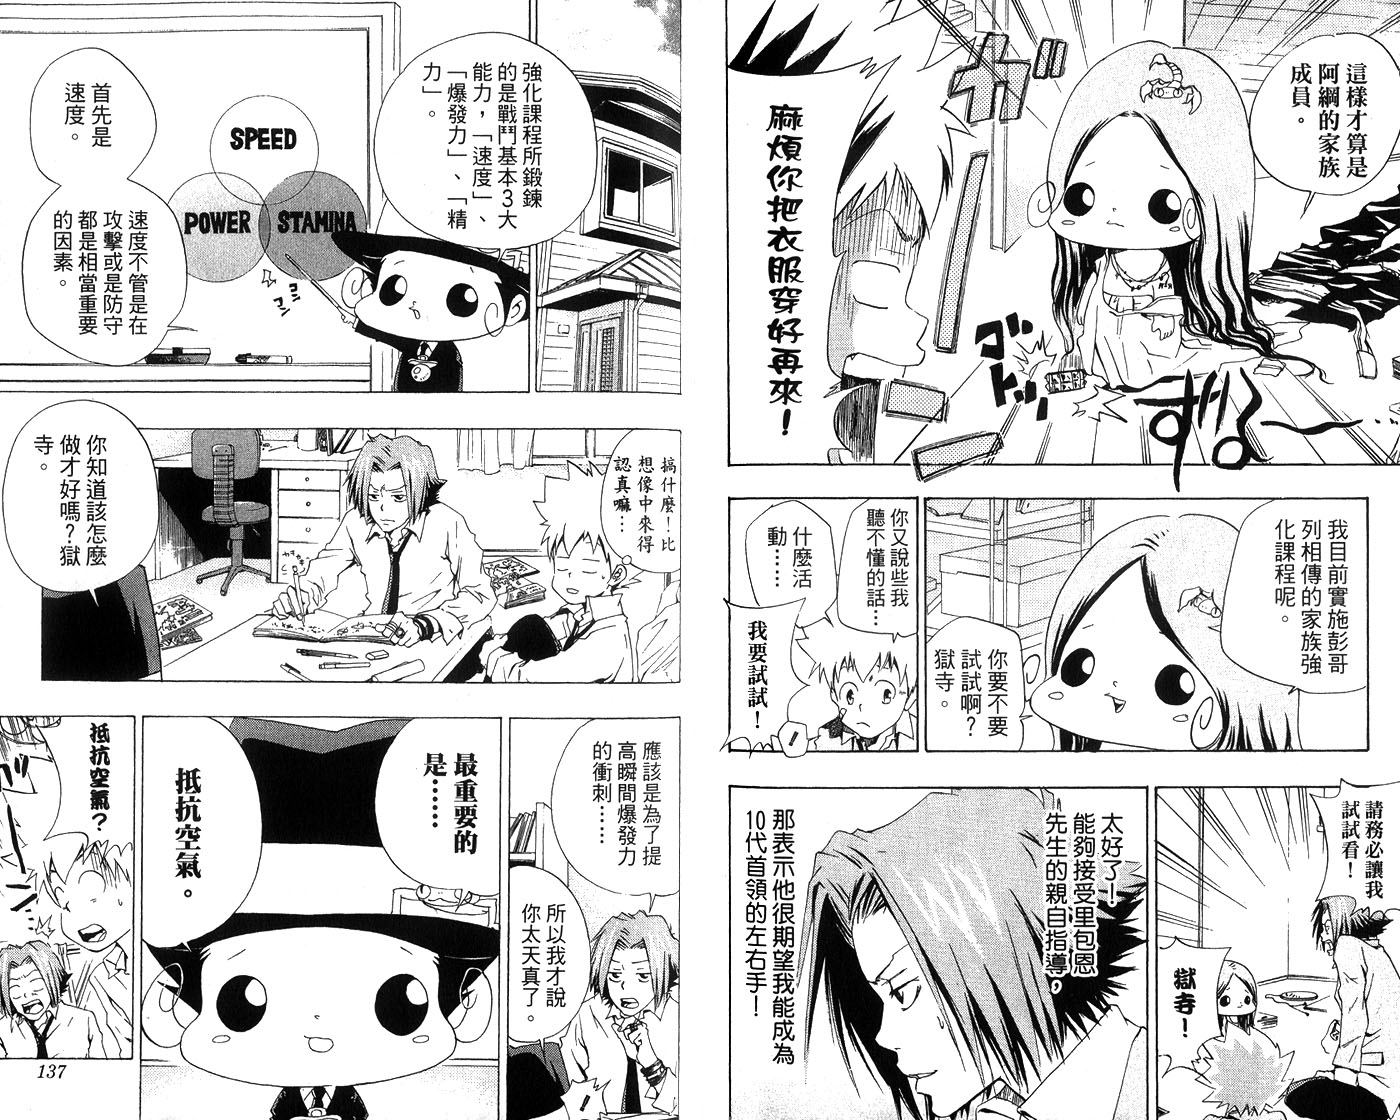 這樣才算是
阿綱的家族
成員。
ガ"
麻煩你把衣服穿好再來！
ゴト
ずず
我目前實施彭哥
列相傳的家族強
化課程呢。
你要不要
試試啊？
獄寺。
你又說些我
聽不懂的話…
什麼活
動……
我要試試！
！
請務必讓我
試試看！
獄寺！
太好了！
能夠接受里包恩
先生的親自指導，
那表示他很期望我能成為
10代首領的左右手！
強化課程所鍛鍊
的是戰鬥基本3大
能力，「速度」、
「爆發力」、「精
力」。
SPEED
POWER
STAMINA
コン
首先是
速度。
速度不管是在
攻擊或是防守
都是相當重要
的因素。
搞什麼！比
想像中來得
認真嘛…
カキ
你知道該怎麼
做才好嗎？獄
寺。
應該是為了提
高瞬間爆發力
的衝刺……
所以我才說
你太天真了。
最重要的
是……
抵抗空氣。
抵抗空氣？
137